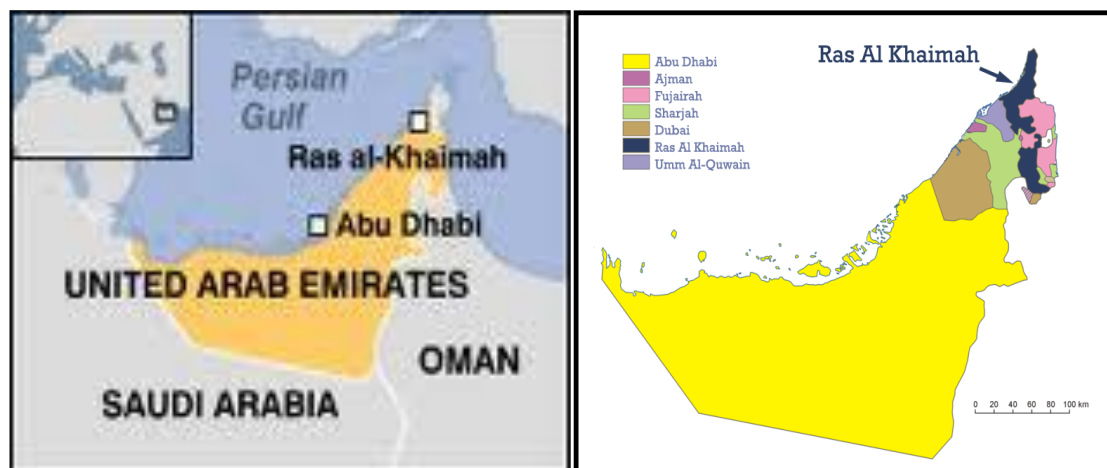 Persian
Gulf
Ras al-Khaimah
Abu Dhabi
UNITED ARAB EMIRATES
OMAN
SAUDI ARABIA
Ras Al Khaimah
Abu Dhabi
Ajman
Fujairah
Sharjah
Dubai
Ras Al Khaimah
Umm Al-Quwain
0 20 40 60 80 100 km